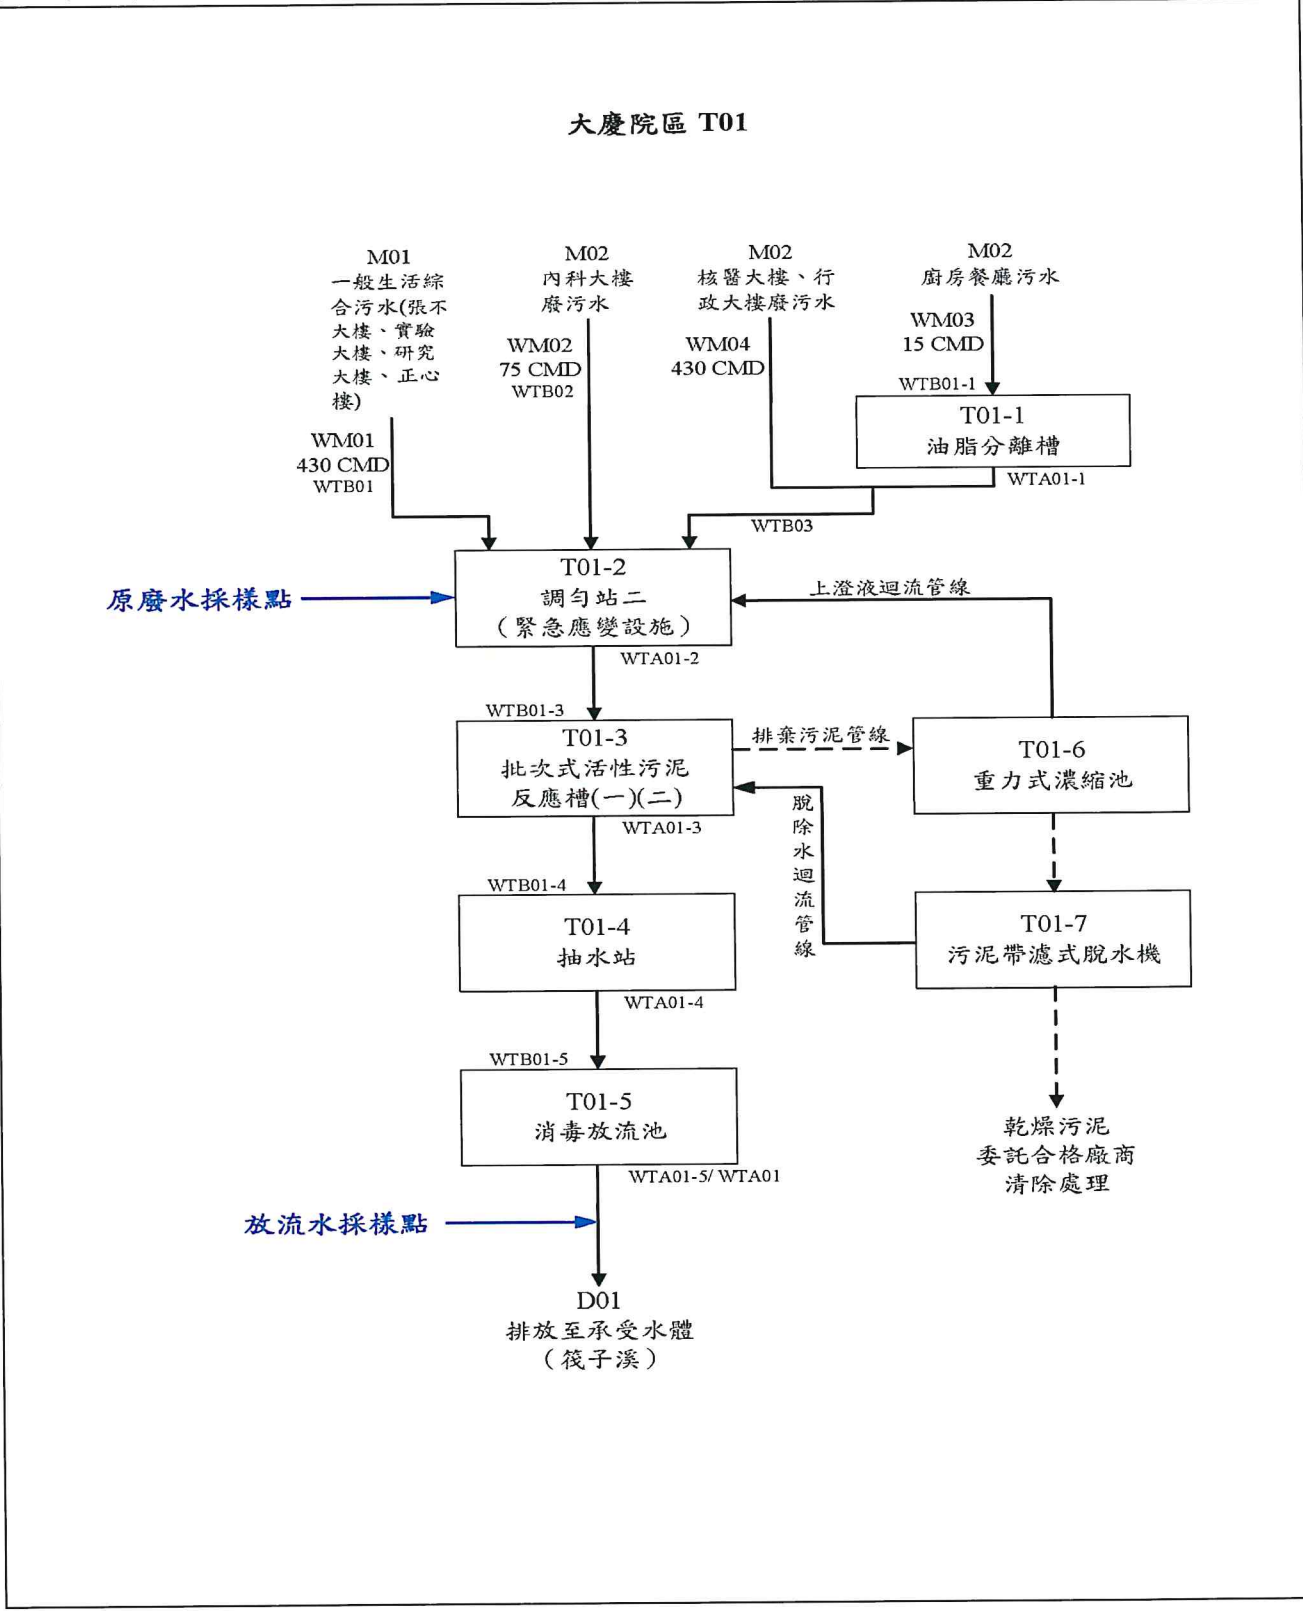 大慶院區 T01
M01
一般生活綜
合污水(張不
大樓、實驗
大樓、研究
大樓、正心
樓)
WM01
430 CMD
WTB01
M02
內科大樓
廢污水
WM02
75 CMD
WTB02
M02
核醫大樓、行
政大樓廢污水
WM04
430 CMD
M02
廚房餐廳污水
WM03
15 CMD
WTB01-1
T01-1
油脂分離槽
WTA01-1
WTB03
原廢水採樣點
T01-2
調勻站二
(緊急應變設施)
上澄液迴流管線
WTA01-2
WTB01-3
T01-3
批次式活性污泥
反應槽(一)(二)
排棄污泥管線
T01-6
重力式濃縮池
WTA01-3
脫除水迴流管線
WTB01-4
T01-4
抽水站
T01-7
污泥帶濾式脫水機
WTA01-4
WTB01-5
T01-5
消毒放流池
乾燥污泥
委託合格廠商
清除處理
WTA01-5/ WTA01
放流水採樣點
D01
排放至承受水體
(筏子溪)